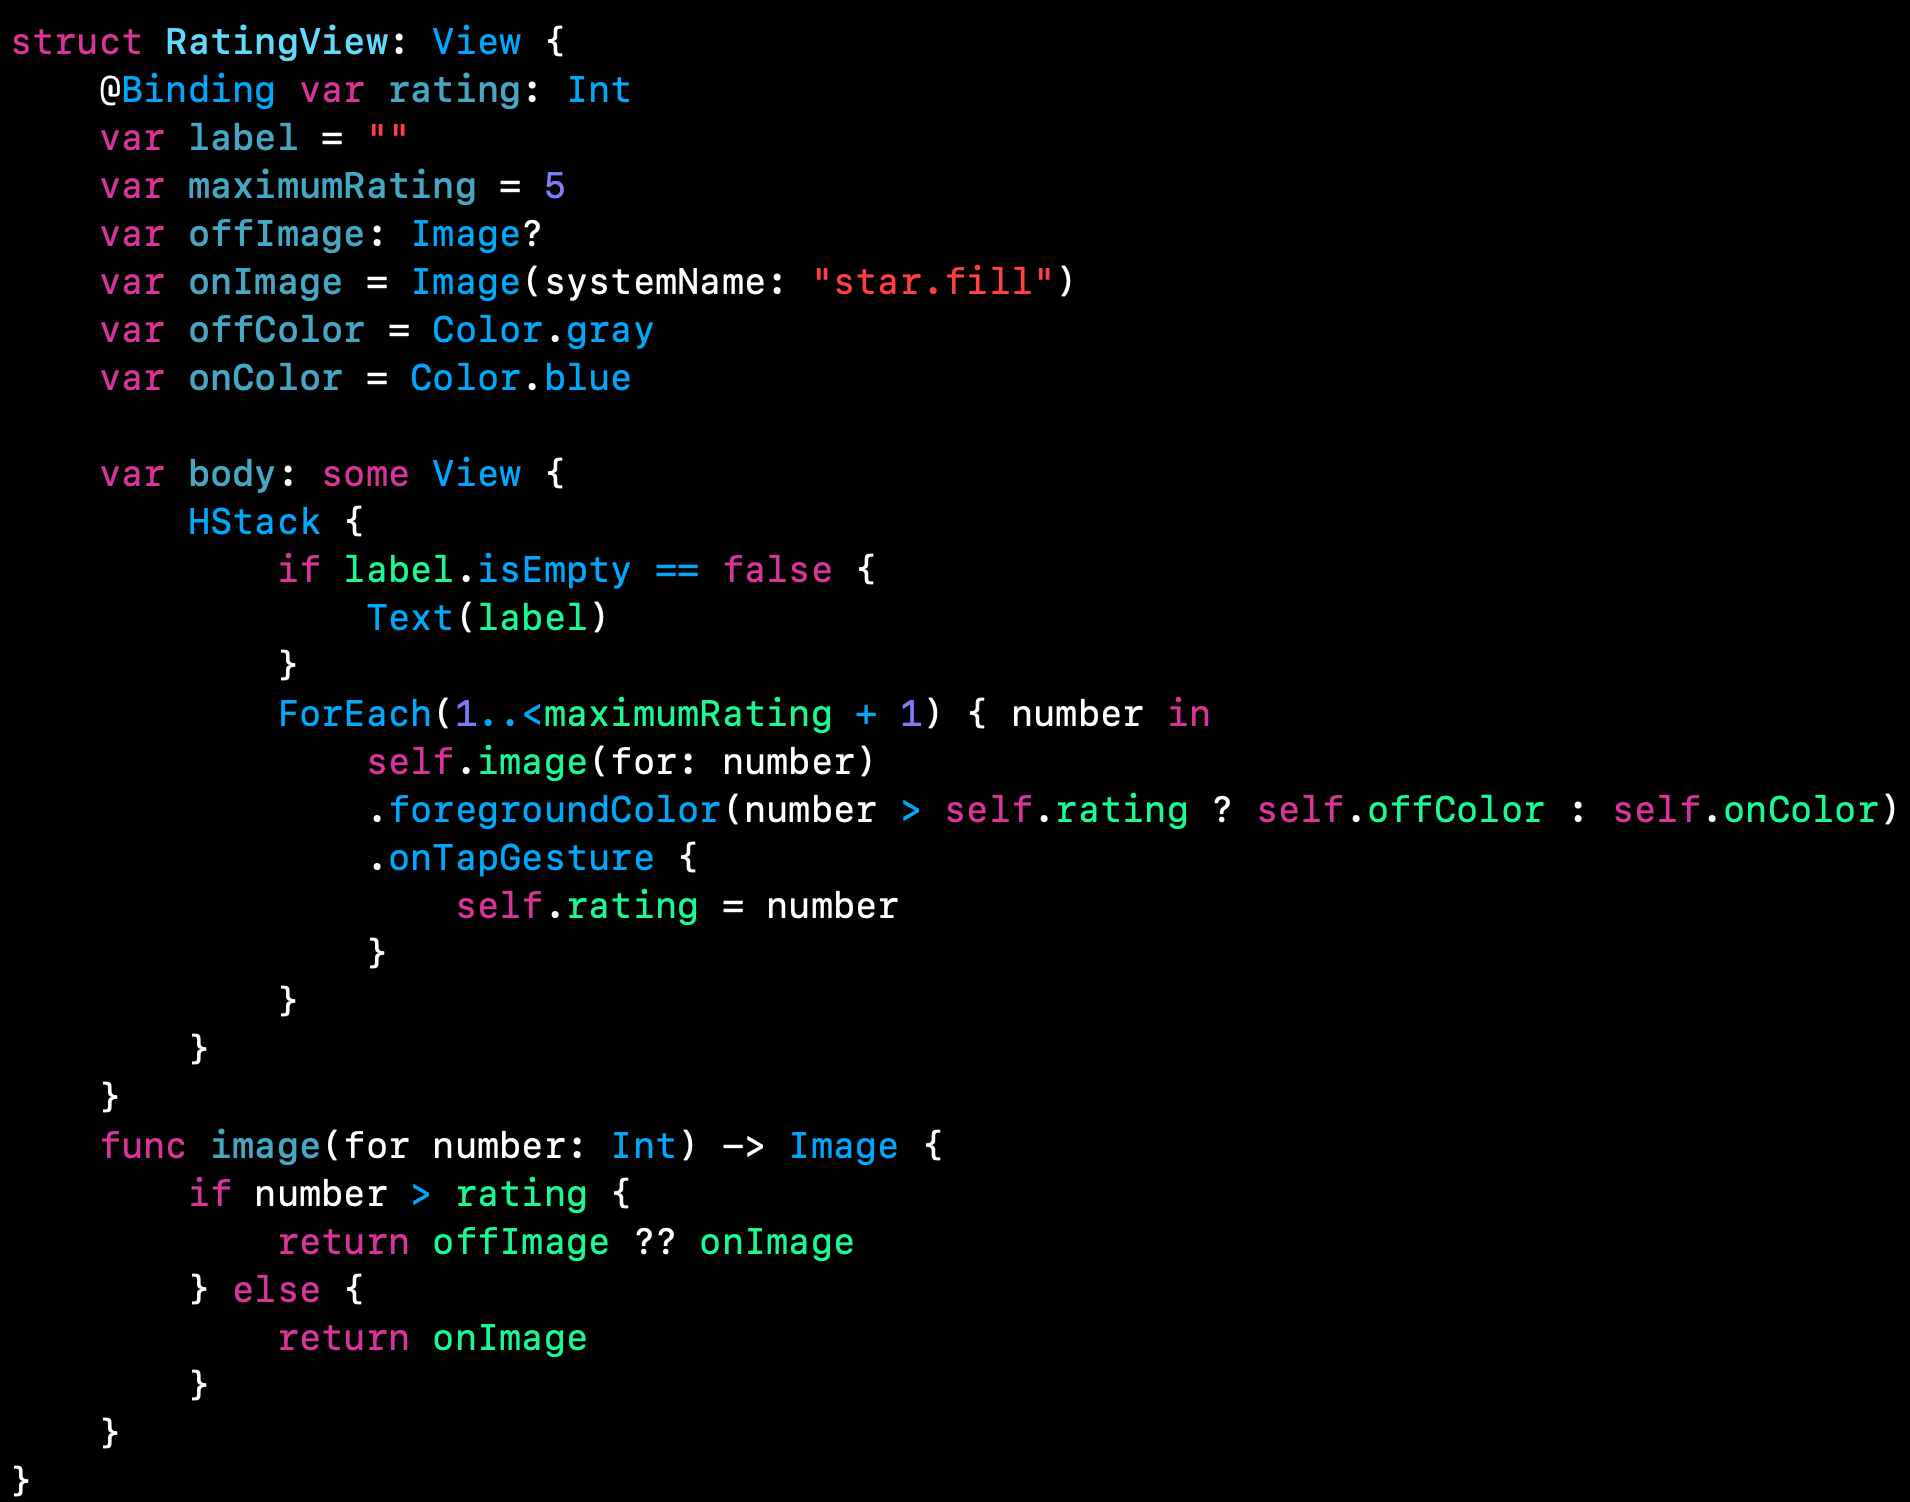 struct RatingView: View {
    @Binding var rating: Int
    var label = ""
    var maximumRating = 5
    var offImage: Image?
    var onImage = Image(systemName: "star.fill")
    var offColor = Color.gray
    var onColor = Color.blue

    var body: some View {
        HStack {
            if label.isEmpty == false {
                Text(label)
            }
            ForEach(1..<maximumRating + 1) { number in
                self.image(for: number)
                .foregroundColor(number > self.rating ? self.offColor : self.onColor)
                .onTapGesture {
                    self.rating = number
                }
            }
        }
    }
    func image(for number: Int) -> Image {
        if number > rating {
            return offImage ?? onImage
        } else {
            return onImage
        }
    }
}